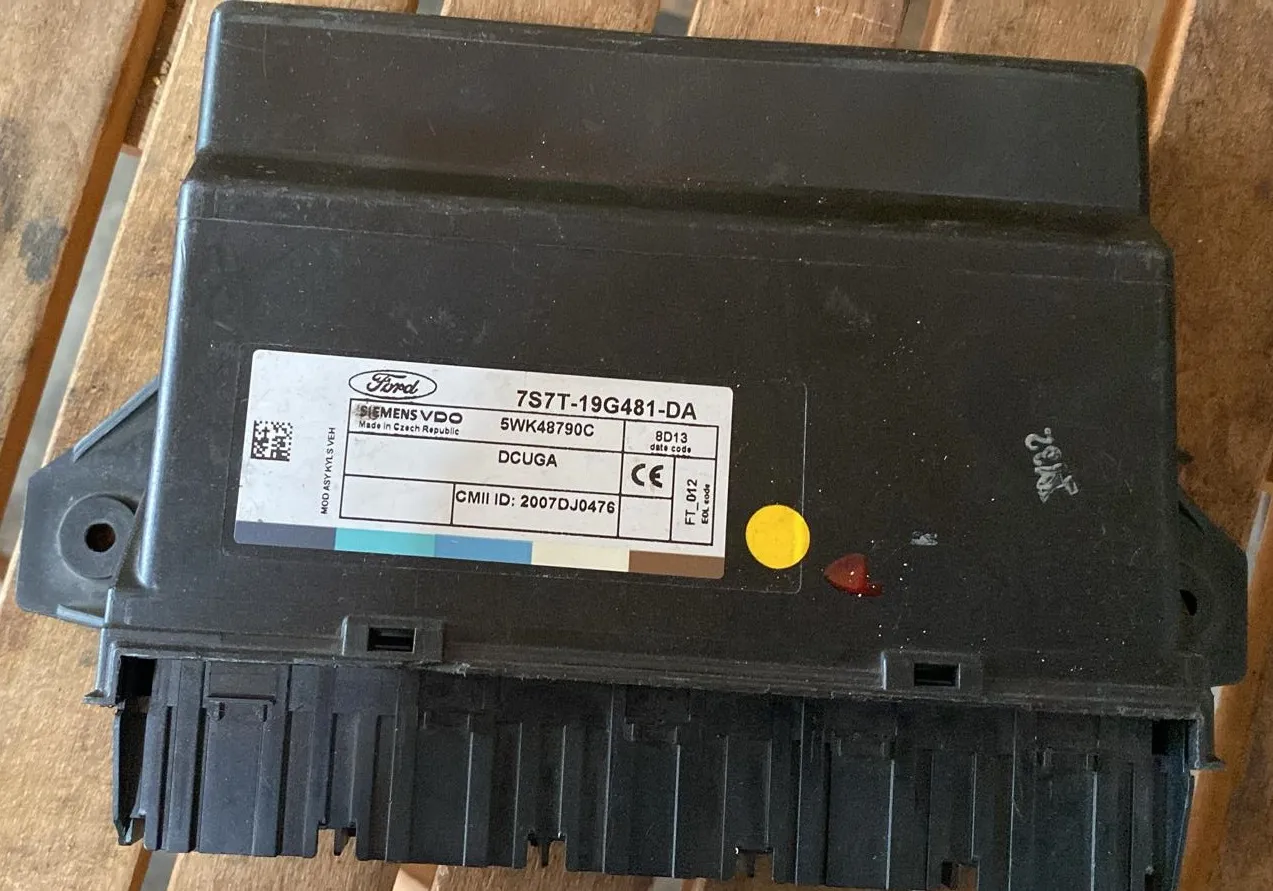 Ford
7S7T-19G481-DA
SIEMENS VDO
Made in Czech Republic
5WK48790C
8D13
date code
DCUGA
CMII ID: 2007DJ0476
CE
FT_012
EOL code
MOD ASY KYLS VEH